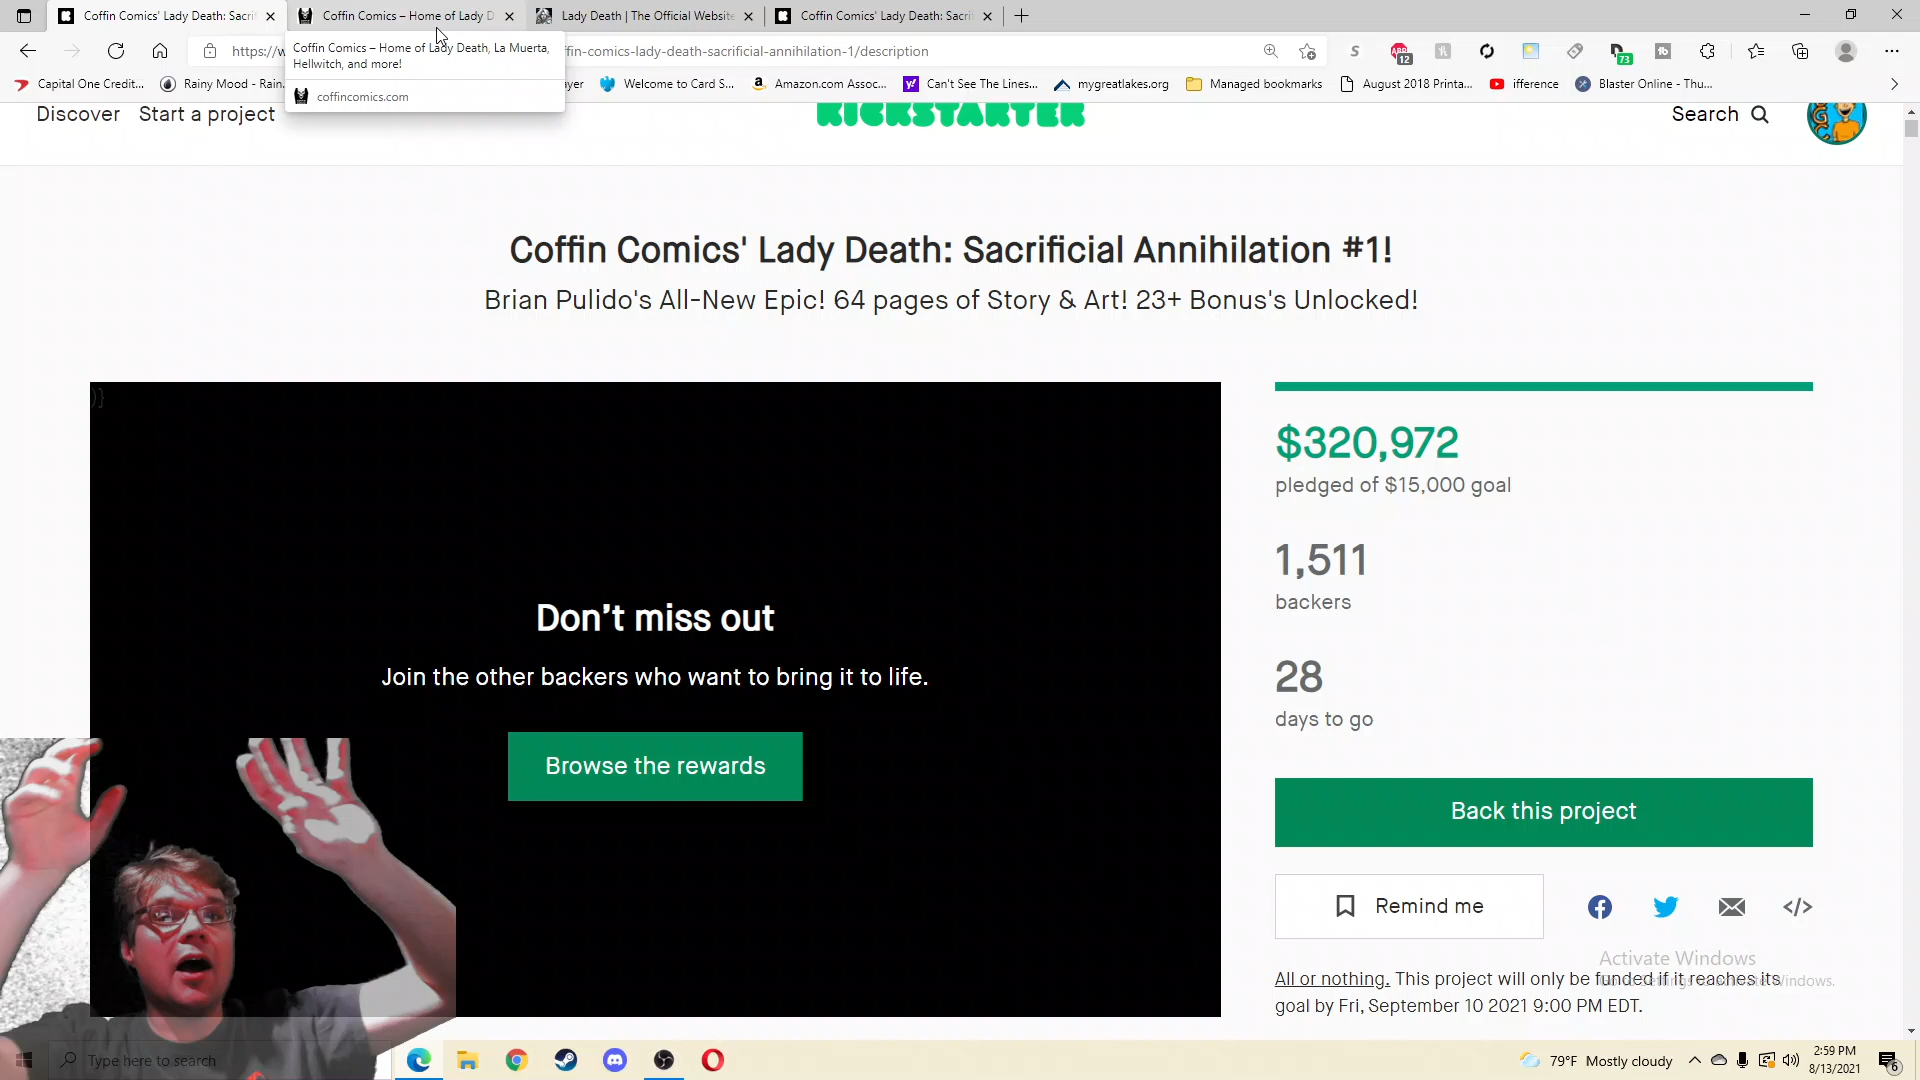 Coffin Comics' Lady Death: Sacri
Coffin Comics – Home of Lady D
Lady Death | The Official Website
Coffin Comics' Lady Death: Sacri
https://w
ffin-comics-lady-death-sacrificial-annihilation-1/description
12
73
Coffin Comics – Home of Lady Death, La Muerta,
Hellwitch, and more!
coffincomics.com
Capital One Credit...
Rainy Mood - Rain.
ayer
Welcome to Card S...
Amazon.com Assoc...
Can't See The Lines...
mygreatlakes.org
Managed bookmarks
August 2018 Printa...
ifference
Blaster Online - Thu...
Discover
Start a project
KICKSTARTER
Search
Coffin Comics' Lady Death: Sacrificial Annihilation #1!
Brian Pulido's All-New Epic! 64 pages of Story & Art! 23+ Bonus's Unlocked!
)}
$320,972
pledged of $15,000 goal
1,511
backers
28
days to go
Don't miss out
Join the other backers who want to bring it to life.
Browse the rewards
Back this project
Remind me
Activate Windows
All or nothing. This project will only be funded if it reaches its
goal by Fri, September 10 2021 9:00 PM EDT.
Type here to search
79°F Mostly cloudy
2:59 PM
8/13/2021
6